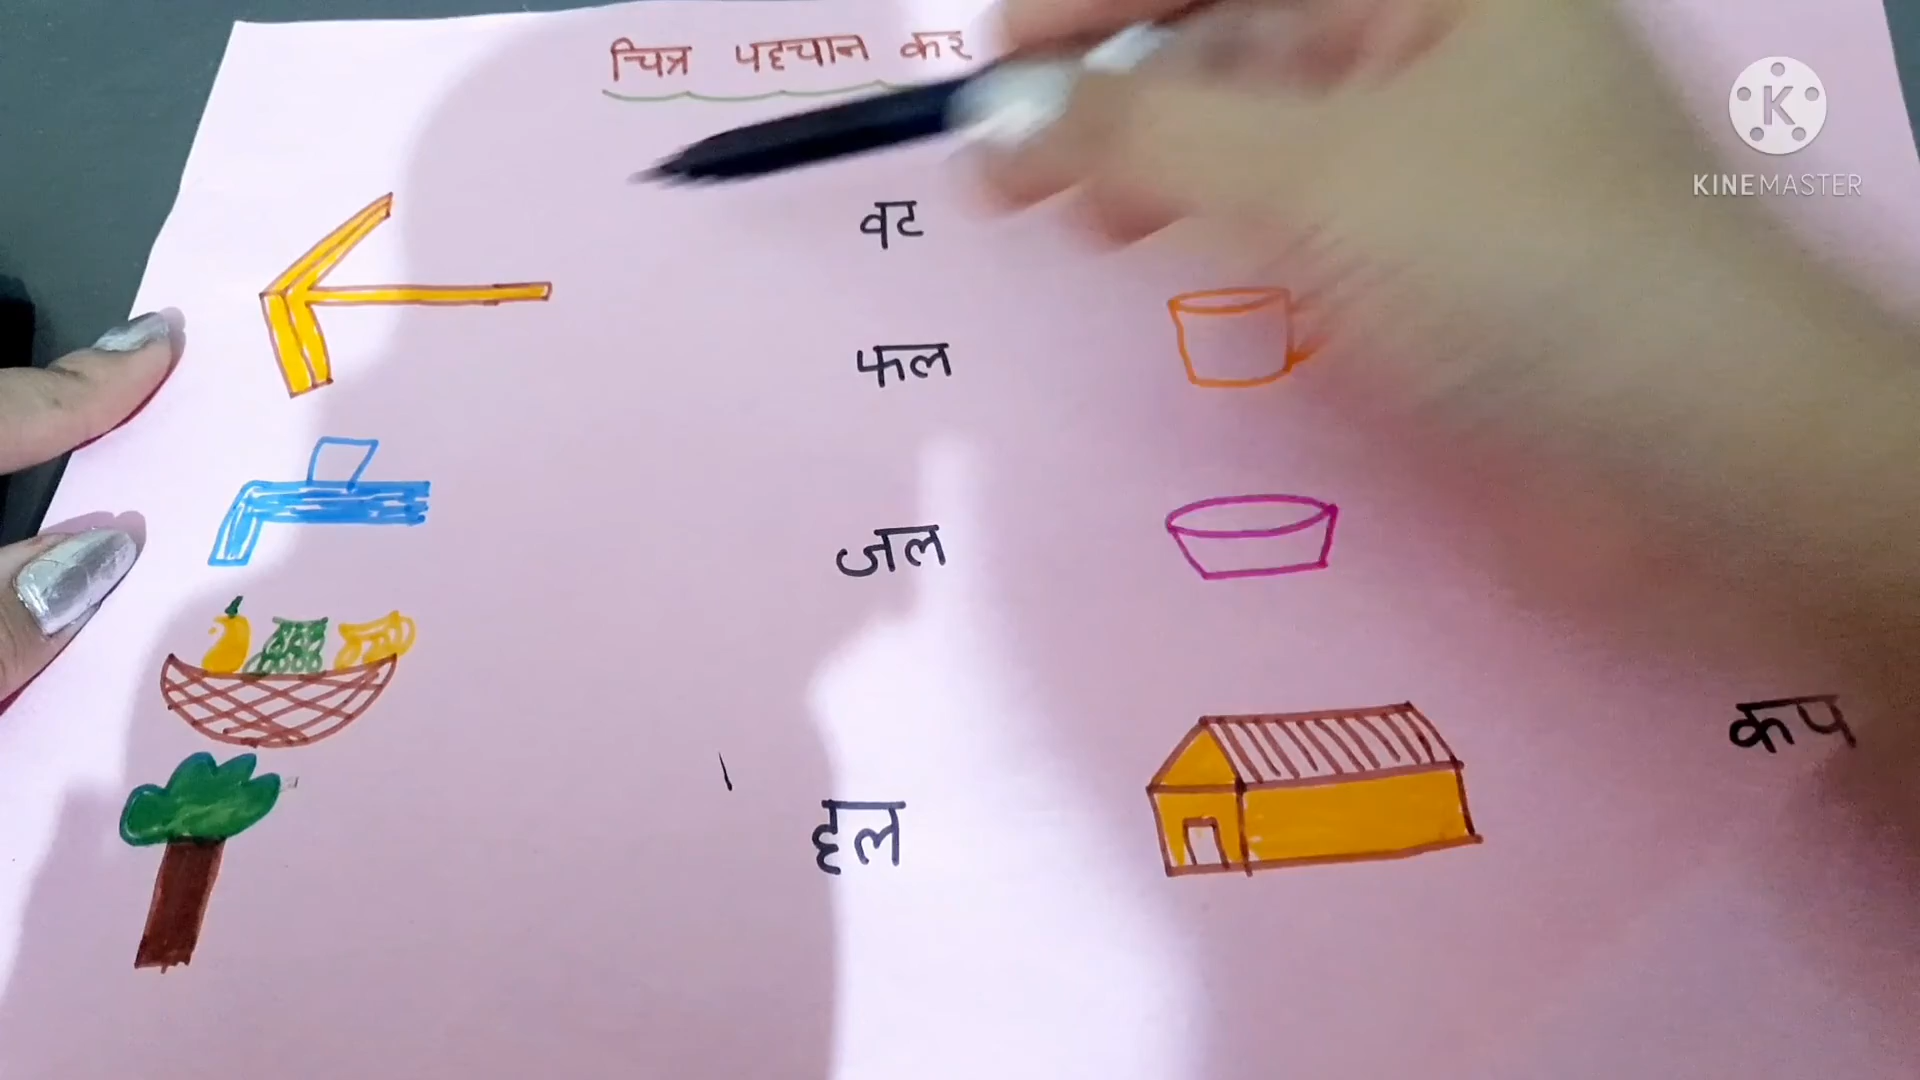 चित्र पहचान कर
KINEMASTER
वट
फल
जल
कप
हल